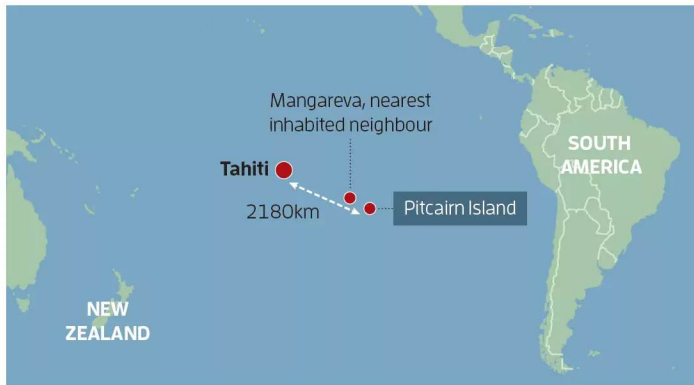 Mangareva, nearest
inhabited neighbour
Tahiti
2180km
Pitcairn Island
SOUTH
AMERICA
NEW
ZEALAND